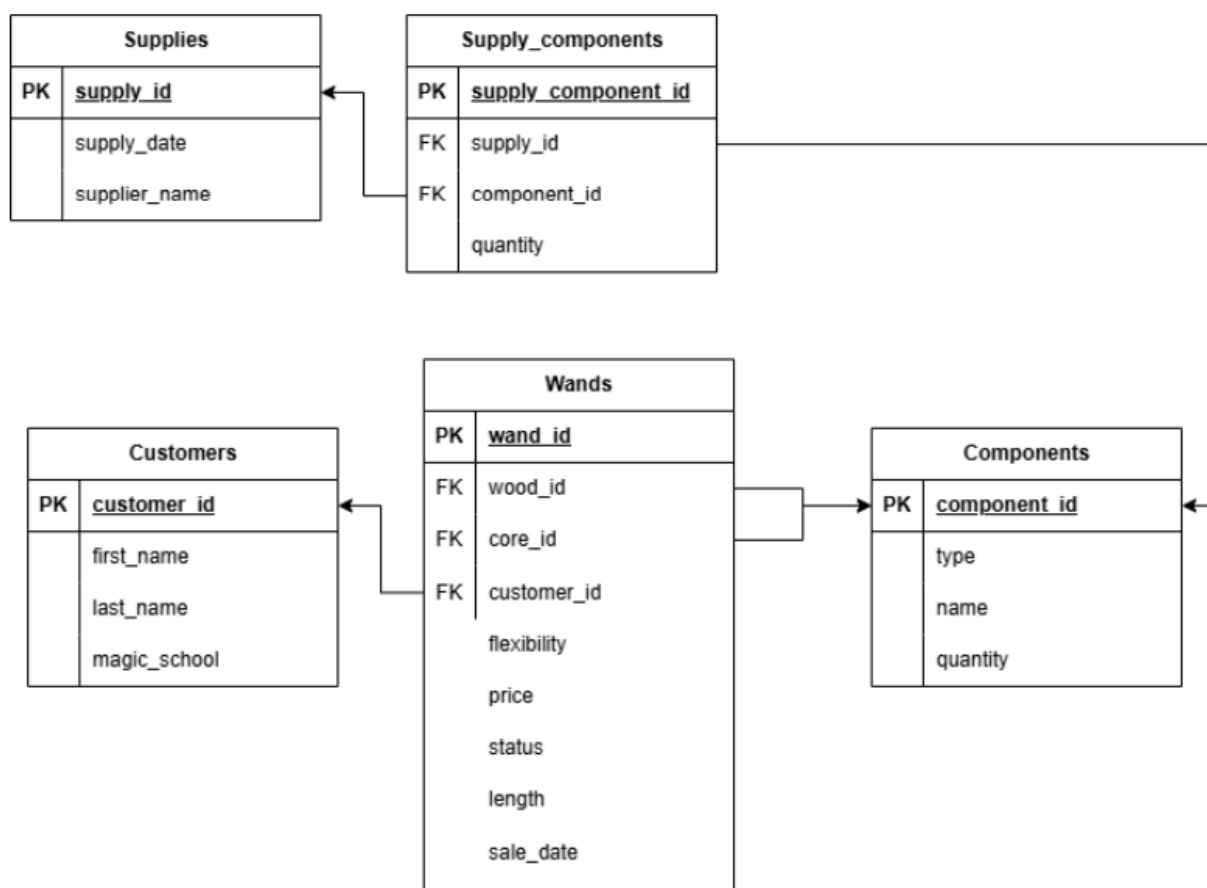 Supplies
PK supply_id
supply_date
supplier_name
Supply_components
PK supply_component_id
FK supply_id
FK component_id
quantity
Customers
PK customer_id
first_name
last_name
magic_school
Wands
PK wand_id
FK wood_id
FK core_id
FK customer_id
flexibility
price
status
length
sale_date
Components
PK component_id
type
name
quantity